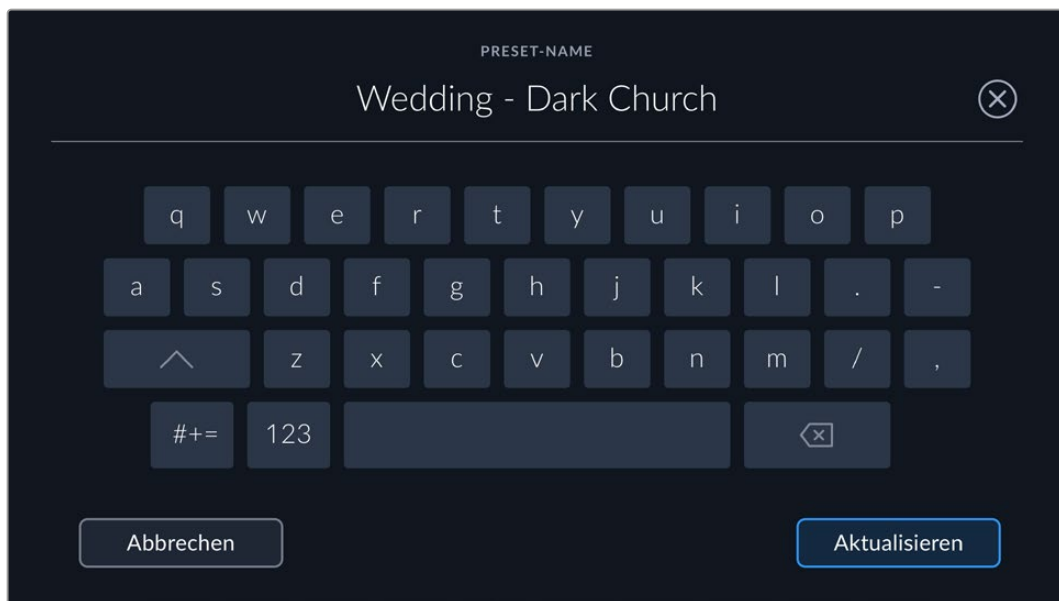 PRESET-NAME
Wedding - Dark Church
q w e r t y u i o p
a s d f g h j k l . -
z x c v b n m / ,
#+= 123
Abbrechen Aktualisieren